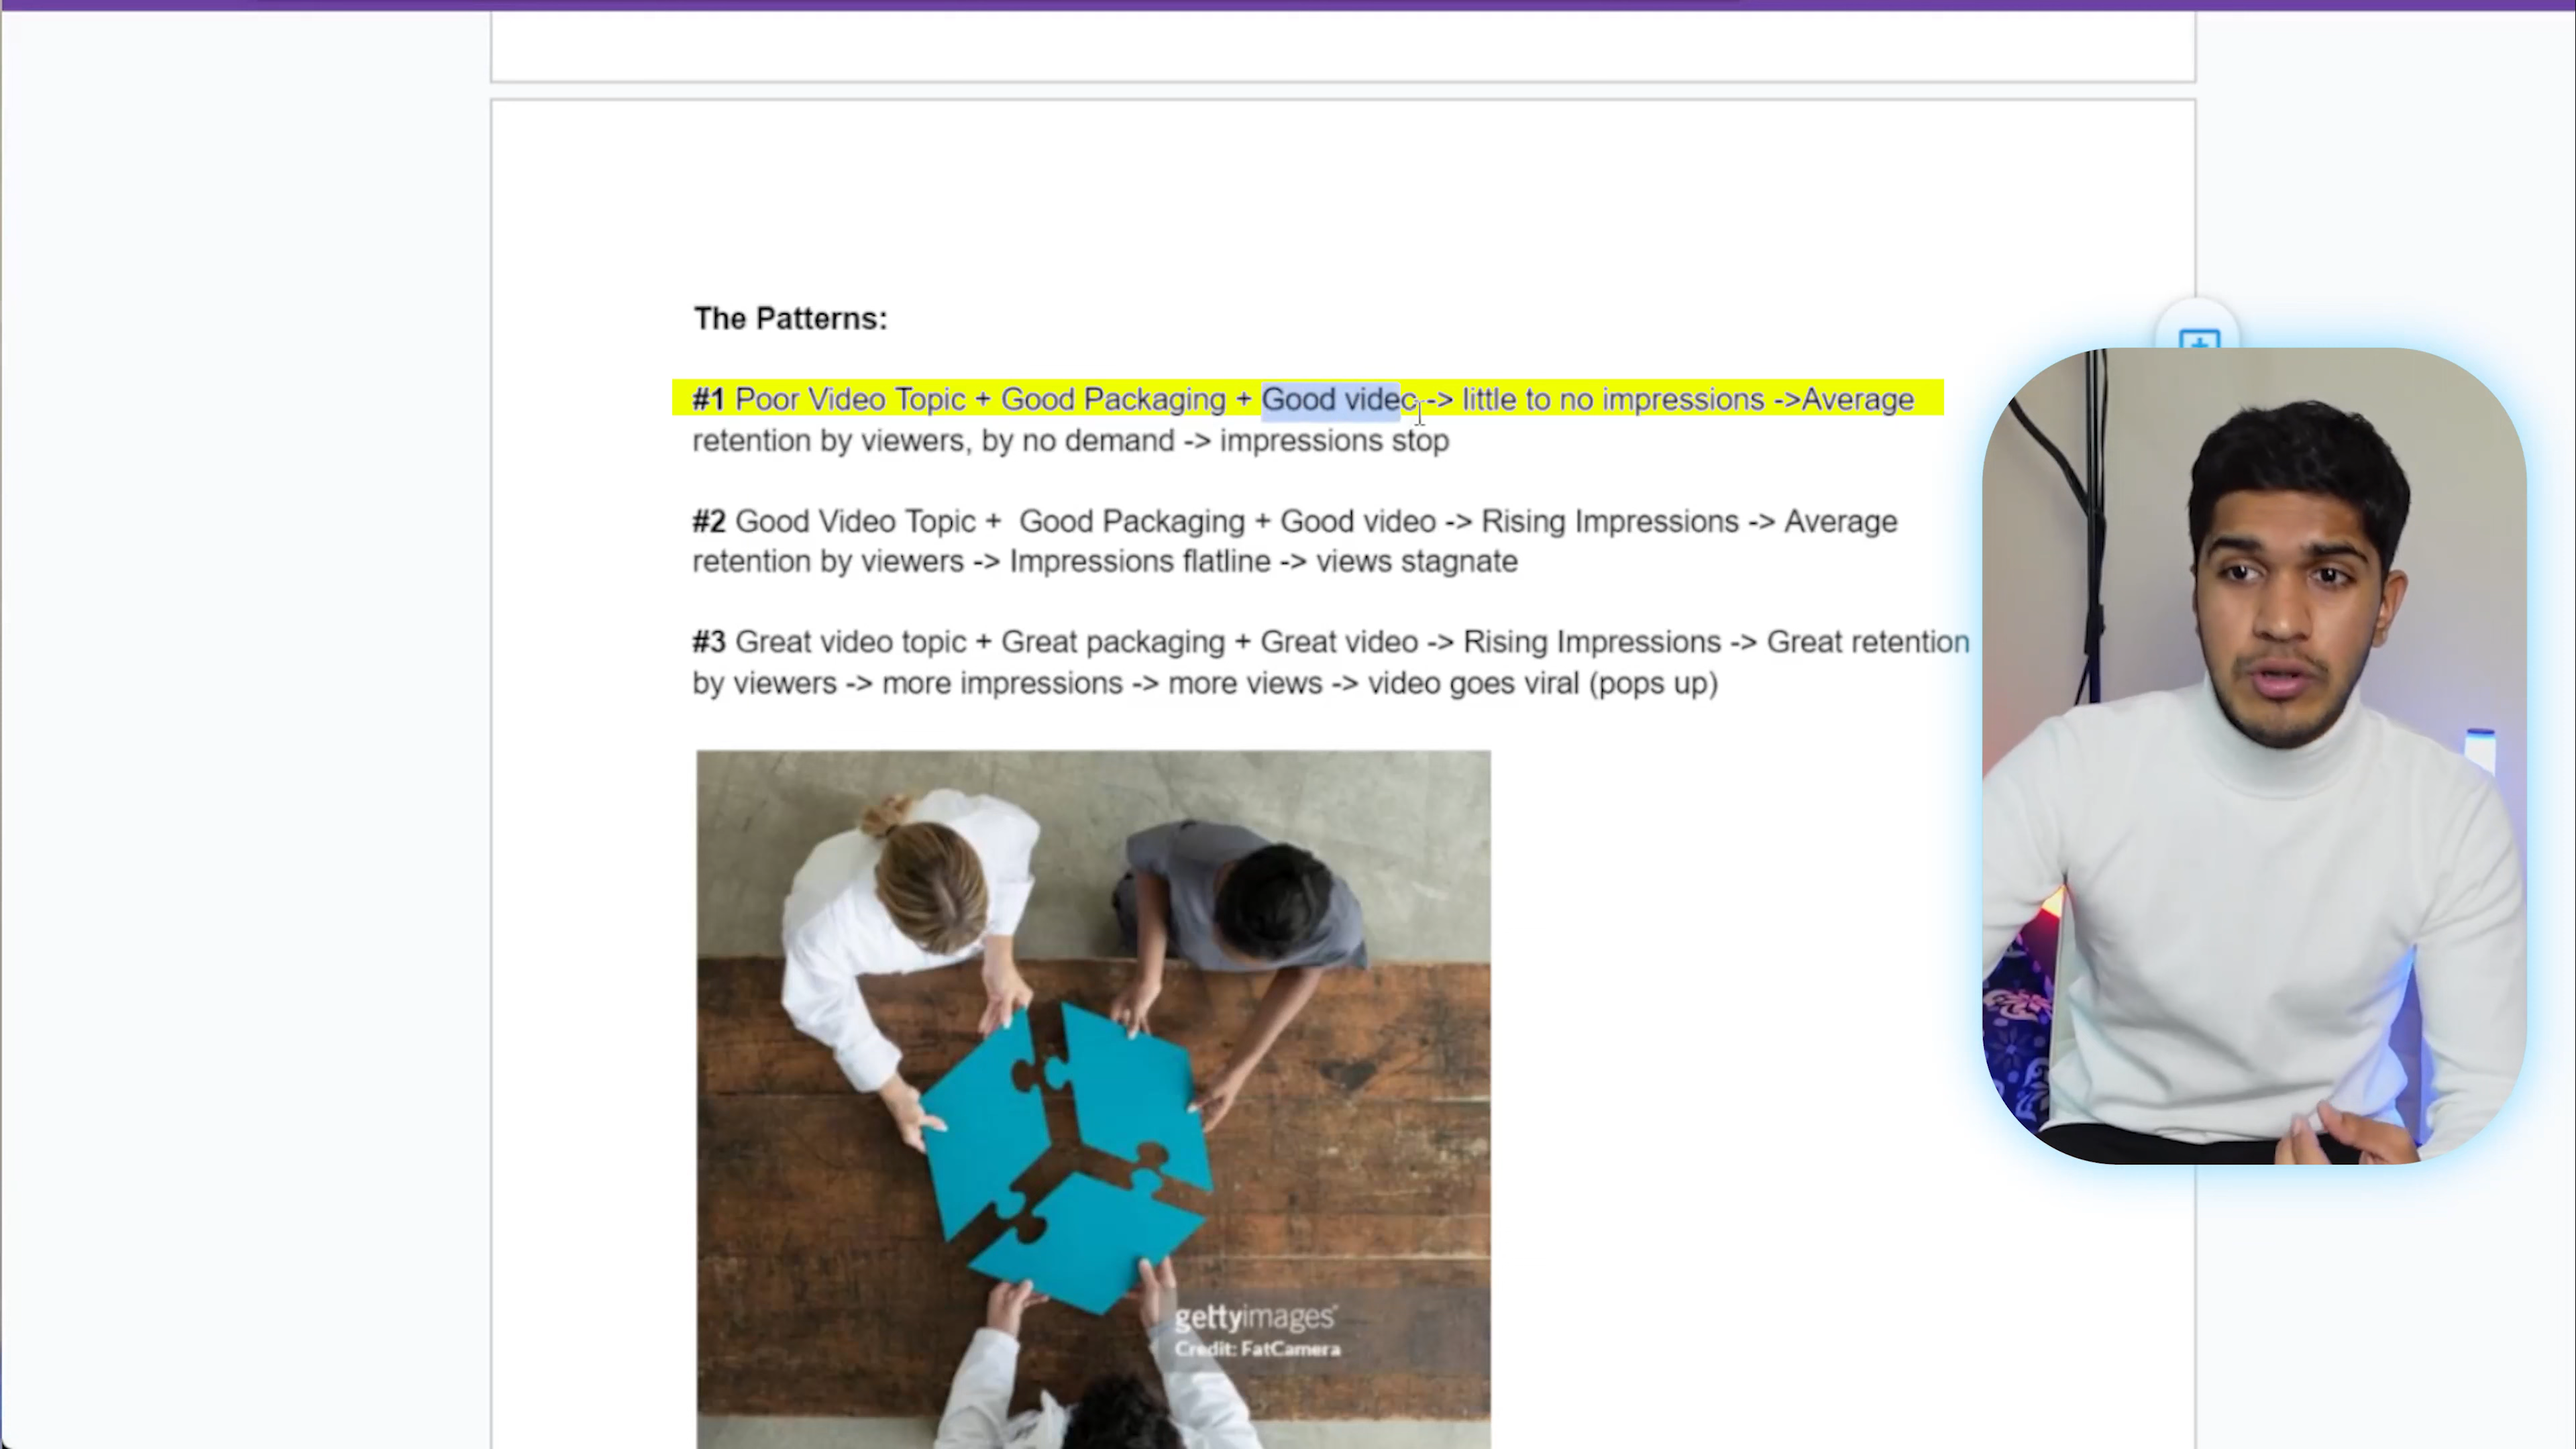 The Patterns:
#1 Poor Video Topic + Good Packaging + Good video -> little to no impressions ->Average
retention by viewers, by no demand -> impressions stop
#2 Good Video Topic +  Good Packaging + Good video -> Rising Impressions -> Average
retention by viewers -> Impressions flatline -> views stagnate
#3 Great video topic + Great packaging + Great video -> Rising Impressions -> Great retention
by viewers -> more impressions -> more views -> video goes viral (pops up)
gettyimages®
Credit: FatCamera